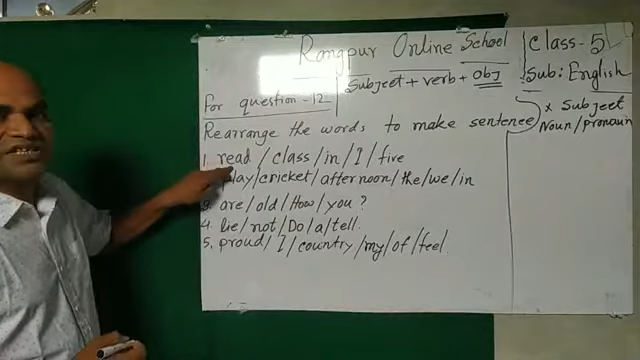 Rangpur Online School
Class-5
Subject + verb + obj
Sub: English
For question - 12
* Subject
Noun/pronoun
Rearrange the words to make sentence
1. read / class / in / I / five
play/cricket/afternoon/the/we/in
3. are / old / How / you ?
4. lie / not / Do / a / tell.
5. proud / I / country / my / of / feel.